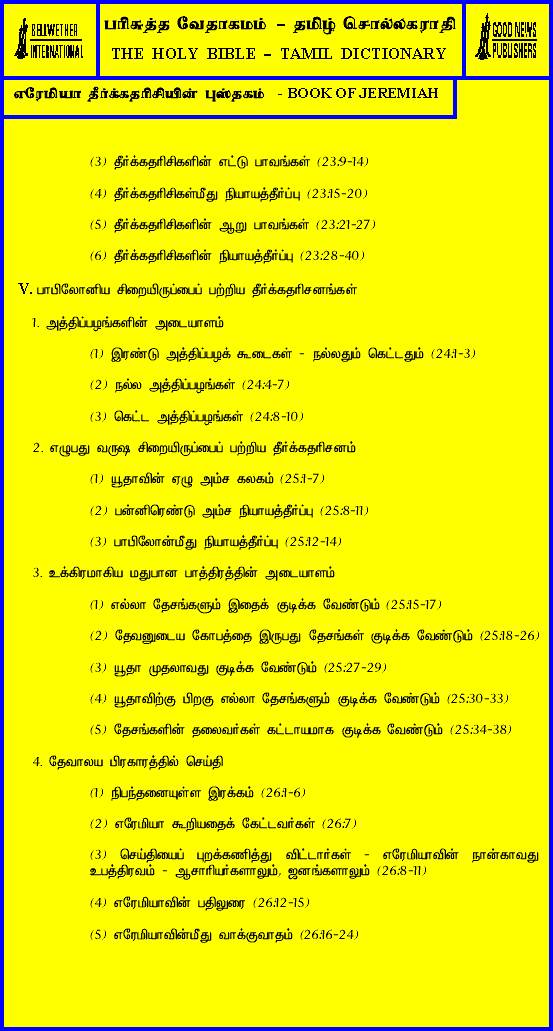 BELLWETHER
INTERNATIONAL
பரிசுத்த வேதாகமம் – தமிழ் சொல்லகராதி
THE HOLY BIBLE – TAMIL DICTIONARY
GOOD NEWS
PUBLISHERS
எரேமியா தீர்க்கதரிசியின் புஸ்தகம் - BOOK OF JEREMIAH
(3) தீர்க்கதரிசிகளின் எட்டு பாவங்கள் (23:9-14)
(4) தீர்க்கதரிசிகள்மீது நியாயத்தீர்ப்பு (23:15-20)
(5) தீர்க்கதரிசிகளின் ஆறு பாவங்கள் (23:21-27)
(6) தீர்க்கதரிசிகளின் நியாயத்தீர்ப்பு (23:28-40)
V. பாபிலோனிய சிறையிருப்பைப் பற்றிய தீர்க்கதரிசனங்கள்
1. அத்திப்பழங்களின் அடையாளம்
(1) இரண்டு அத்திப்பழக் கூடைகள் - நல்லதும் கெட்டதும் (24:1-3)
(2) நல்ல அத்திப்பழங்கள் (24:4-7)
(3) கெட்ட அத்திப்பழங்கள் (24:8-10)
2. எழுபது வருஷ சிறையிருப்பைப் பற்றிய தீர்க்கதரிசனம்
(1) யூதாவின் ஏழு அம்ச கலகம் (25:1-7)
(2) பன்னிரெண்டு அம்ச நியாயத்தீர்ப்பு (25:8-11)
(3) பாபிலோன்மீது நியாயத்தீர்ப்பு (25:12-14)
3. உக்கிரமாகிய மதுபான பாத்திரத்தின் அடையாளம்
(1) எல்லா தேசங்களும் இதைக் குடிக்க வேண்டும் (25:15-17)
(2) தேவனுடைய கோபத்தை இருபது தேசங்கள் குடிக்க வேண்டும் (25:18-26)
(3) யூதா முதலாவது குடிக்க வேண்டும் (25:27-29)
(4) யூதாவிற்கு பிறகு எல்லா தேசங்களும் குடிக்க வேண்டும் (25:30-33)
(5) தேசங்களின் தலைவர்கள் கட்டாயமாக குடிக்க வேண்டும் (25:34-38)
4. தேவாலய பிரகாரத்தில் செய்தி
(1) நிபந்தனையுள்ள இரக்கம் (26:1-6)
(2) எரேமியா கூறியதைக் கேட்டவர்கள் (26:7)
(3) செய்தியைப் புறக்கணித்து விட்டார்கள் - எரேமியாவின் நான்காவது
உபத்திரவம் - ஆசாரியர்களாலும், ஜனங்களாலும் (26:8-11)
(4) எரேமியாவின் பதிலுரை (26:12-15)
(5) எரேமியாவின்மீது வாக்குவாதம் (26:16-24)